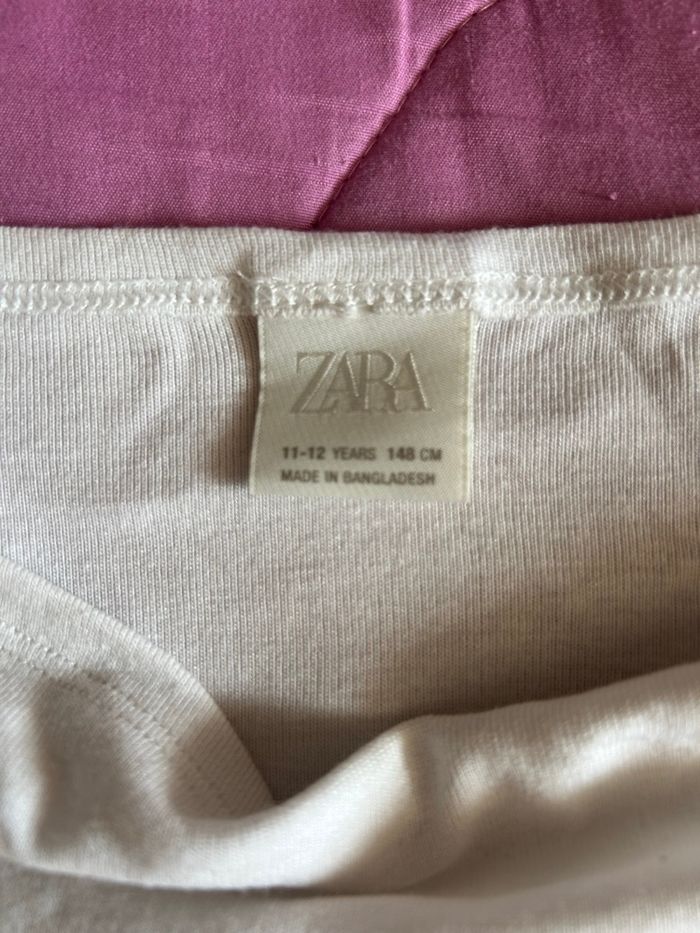 ZARA
11-12 YEARS 148 CM
MADE IN BANGLADESH